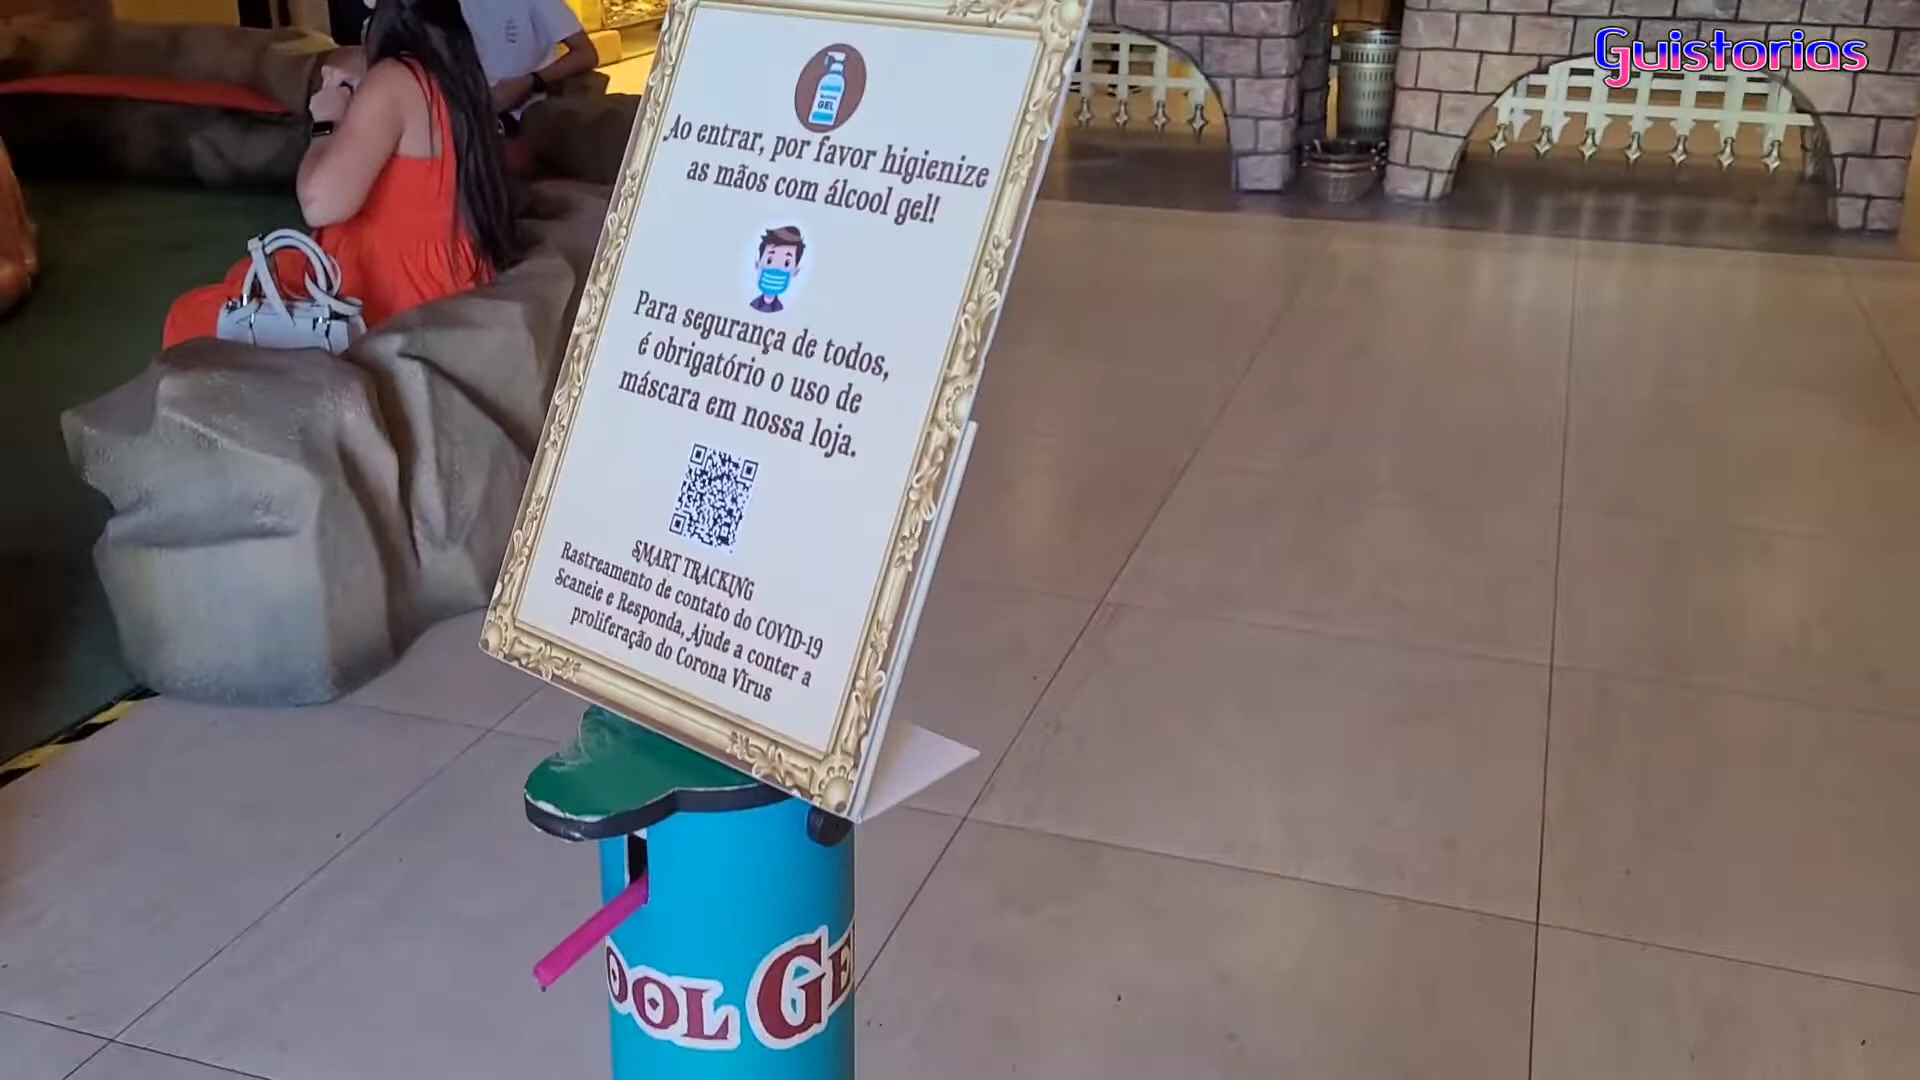 Guistorias
GEL
Ao entrar, por favor higienize
as mãos com álcool gel!
Para segurança de todos,
é obrigatório o uso de
máscara em nossa loja.
SMART TRACKING
Rastreamento de contato do COVID-19
Scaneie e Responda, Ajude a conter a
proliferação do Corona Vírus
OOL GE